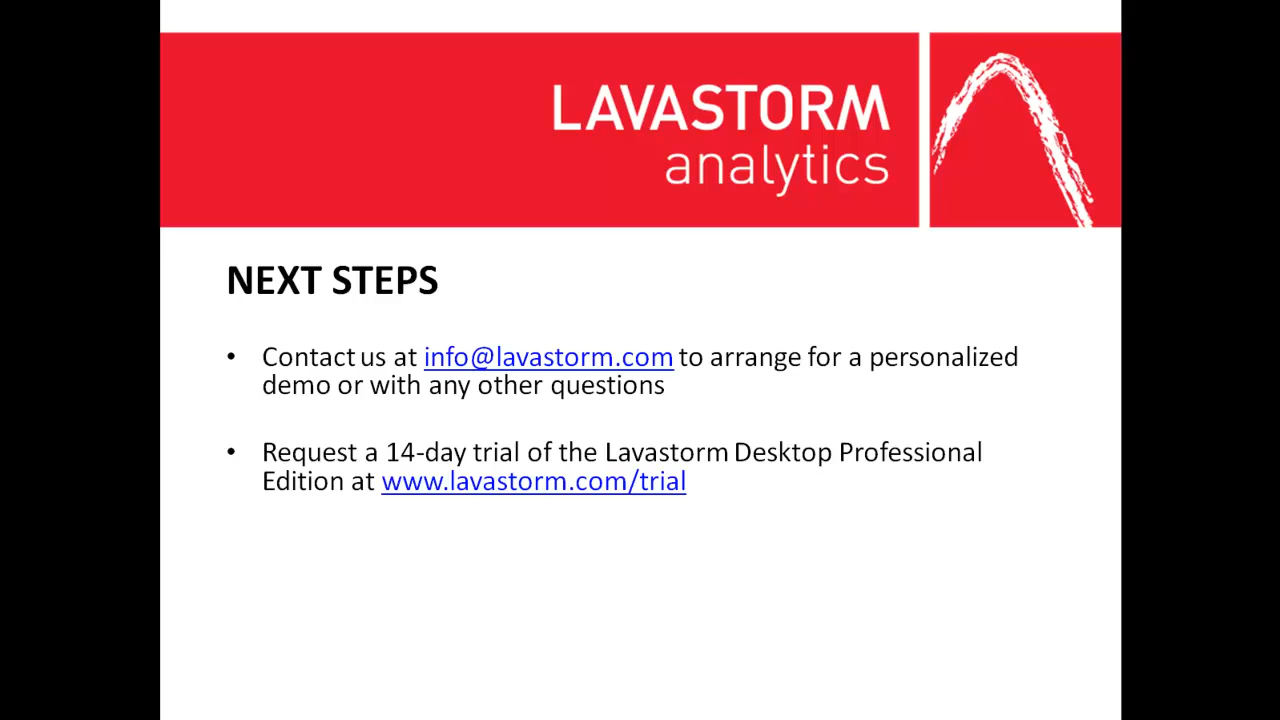 LAVASTORM
analytics
NEXT STEPS
• Contact us at info@lavastorm.com to arrange for a personalized
demo or with any other questions
• Request a 14-day trial of the Lavastorm Desktop Professional
Edition at www.lavastorm.com/trial